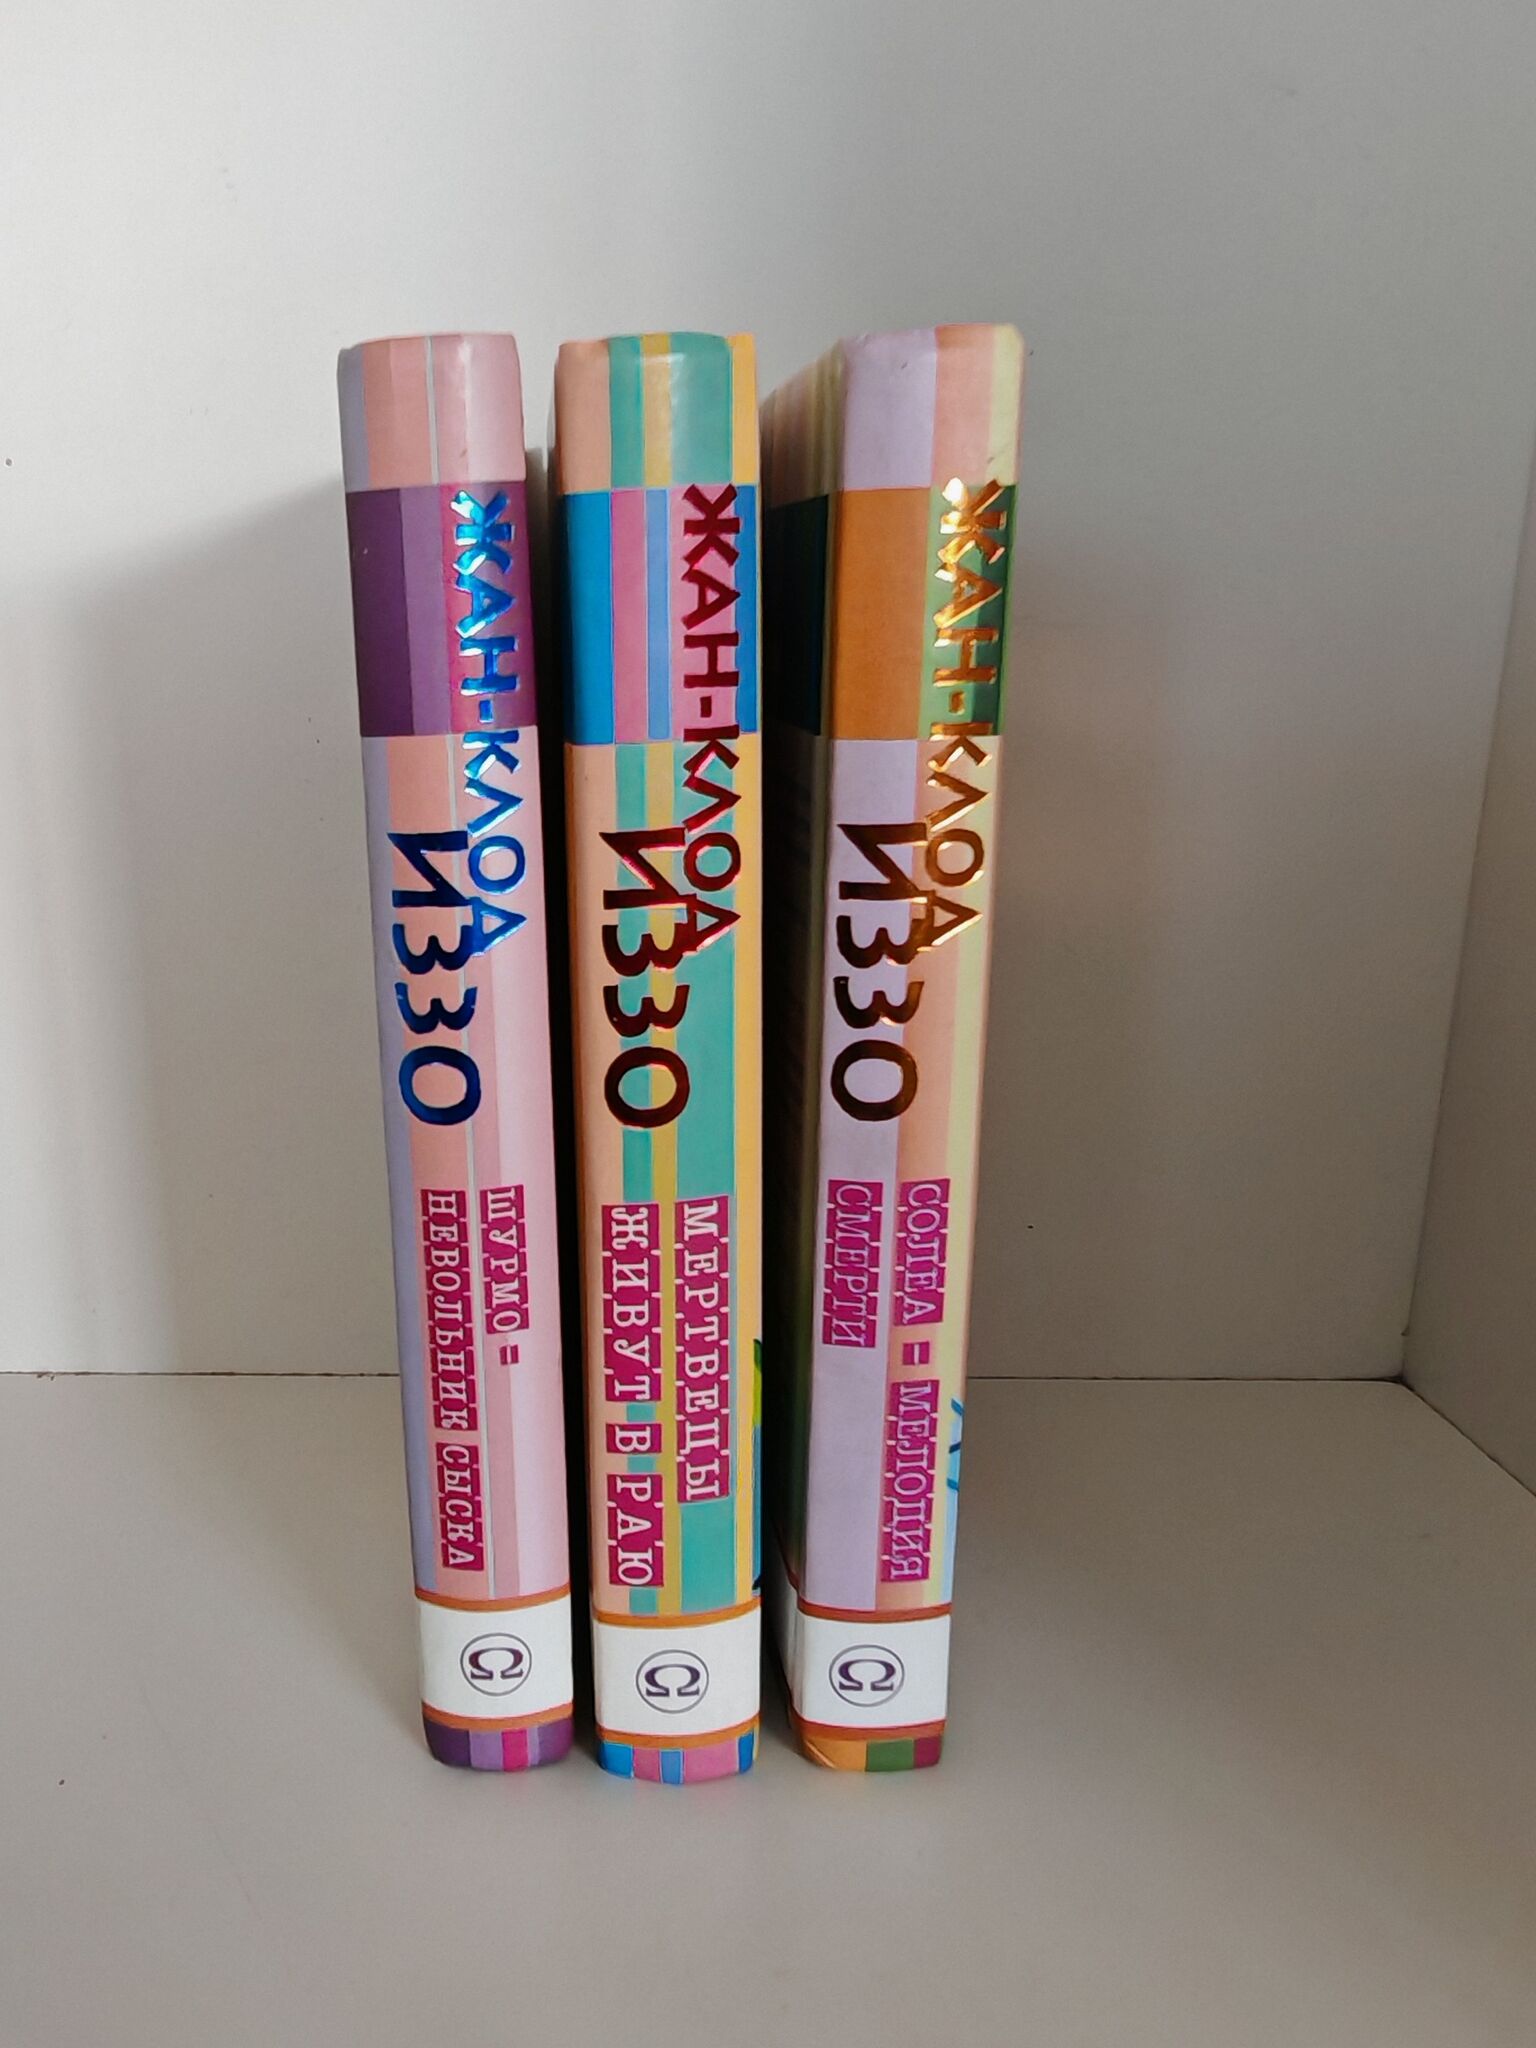 ЖАН-КЛОД
ИЗЗО
ШУРМО =
НЕВОЛЬНИК СЫСКА
Ω
ЖАН-КЛОД
ИЗЗО
МЕРТВЕЦЫ
ЖИВУТ В РАЮ
Ω
ЖАН-КЛОД
ИЗЗО
СОЛЕА = МЕЛОДИЯ
СМЕРТИ
Ω